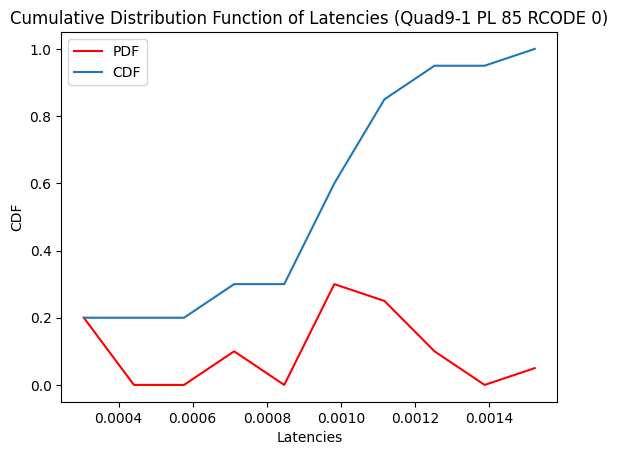 Cumulative Distribution Function of Latencies (Quad9-1 PL 85 RCODE 0)
PDF
CDF
1.0
0.8
0.6
0.4
0.2
0.0
CDF
0.0004 0.0006 0.0008 0.0010 0.0012 0.0014
Latencies